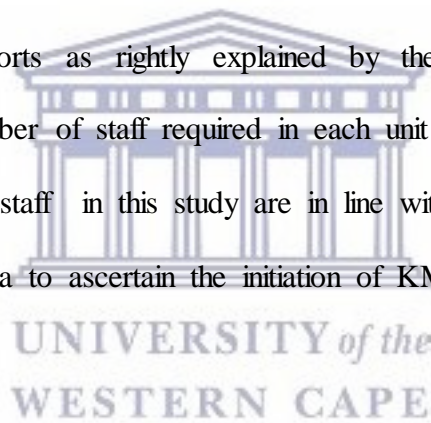 orts as rightly explained by the
ber of staff required in each unit
staff in this study are in line wit
a to ascertain the initiation of KM
UNIVERSITY of the
WESTERN CAPE